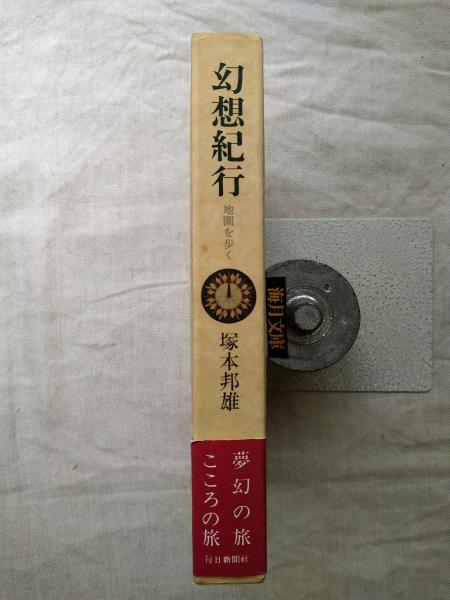 幻想紀行
地圖を歩く
塚本邦雄
夢幻の旅
こころの旅
毎日新聞社
海月文庫